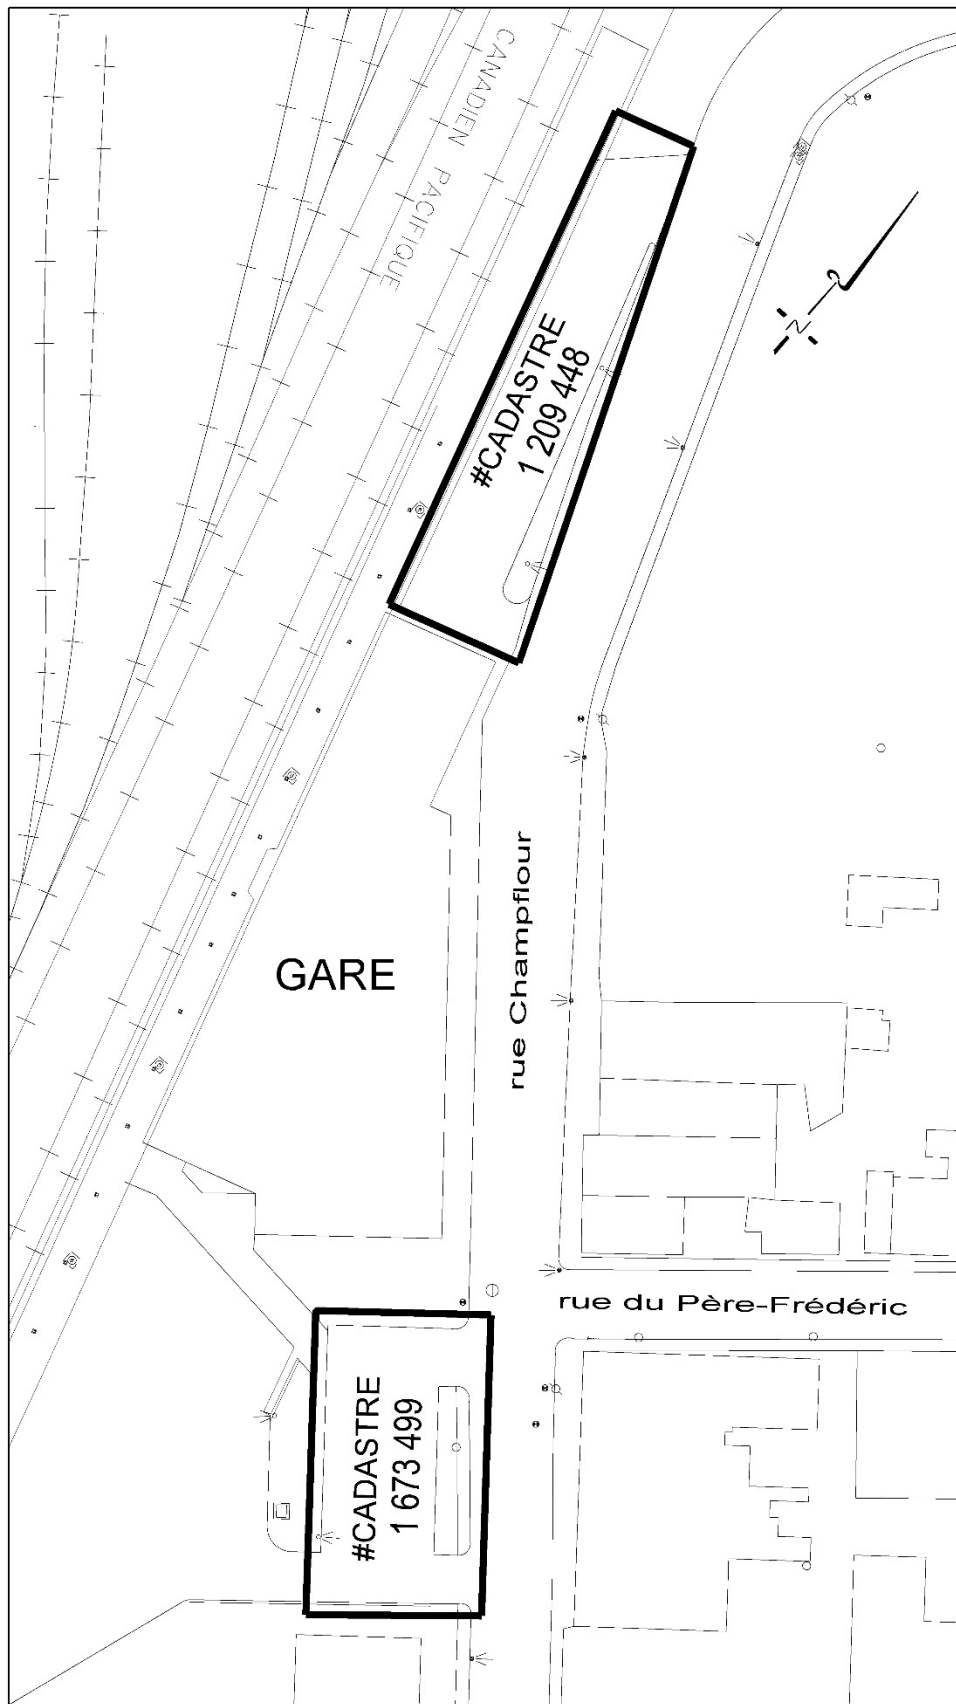 CANADIEN PACIFIQUE
#CADASTRE
1 209 448
GARE
rue Champflour
rue du Père-Frédéric
#CADASTRE
1 673 499